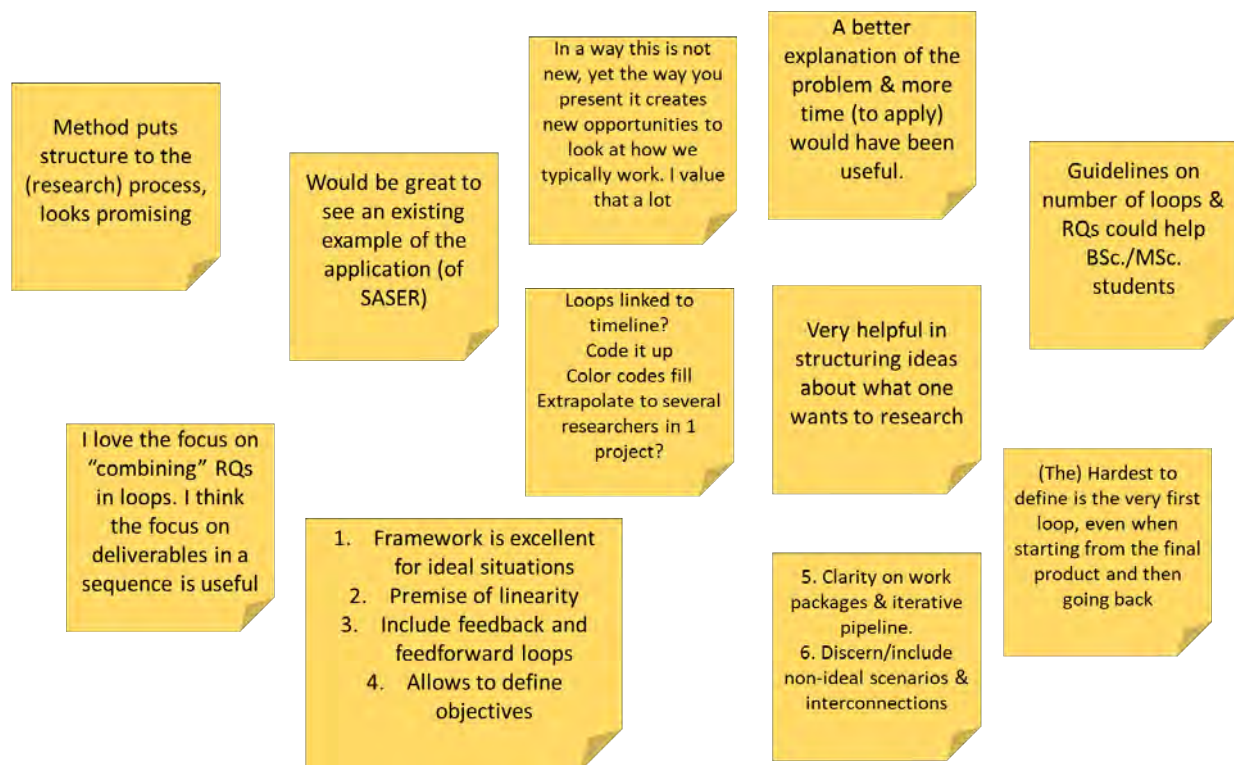 Method puts
structure to the
(research) process,
looks promising
Would be great to
see an existing
example of the
application (of
SASER)
In a way this is not
new, yet the way you
present it creates
new opportunities to
look at how we
typically work. I value
that a lot
A better
explanation of the
problem & more
time (to apply)
would have been
useful.
Guidelines on
number of loops &
RQs could help
BSc./MSc.
students
Loops linked to
timeline?
Code it up
Color codes fill
Extrapolate to several
researchers in 1
project?
Very helpful in
structuring ideas
about what one
wants to research
I love the focus on
“combining” RQs
in loops. I think
the focus on
deliverables in a
sequence is useful
1. Framework is excellent
for ideal situations
2. Premise of linearity
3. Include feedback and
feedforward loops
4. Allows to define
objectives
5. Clarity on work
packages & iterative
pipeline.
6. Discern/include
non-ideal scenarios &
interconnections
(The) Hardest to
define is the very first
loop, even when
starting from the final
product and then
going back